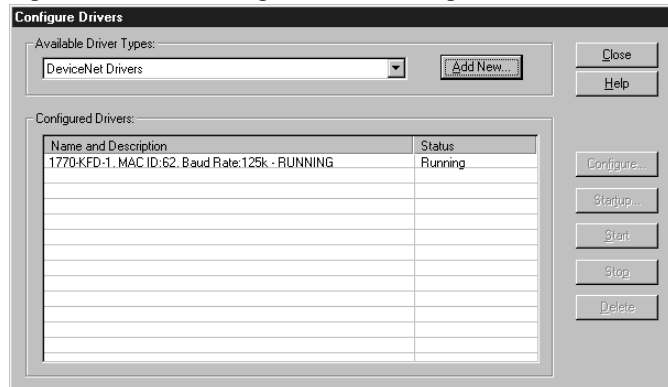 Configure Drivers
Available Driver Types:
DeviceNet Drivers
Add New...
Close
Help
Configured Drivers:
Name and Description Status
1770-KFD-1. MAC ID:62. Baud Rate:125k - RUNNING Running
Configure...
Startup...
Start
Stop
Delete